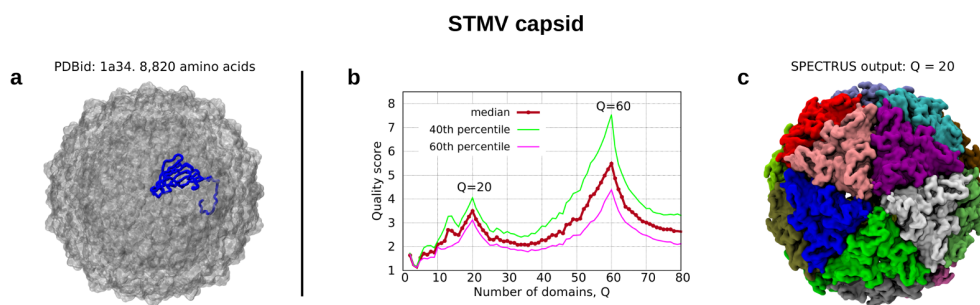 STMV capsid
a
PDBid: 1a34. 8,820 amino acids
b
median
40th percentile
60th percentile
Q=20
Q=60
Quality score
8
7
6
5
4
3
2
1
0 10 20 30 40 50 60 70 80
Number of domains, Q
c
SPECTRUS output: Q = 20